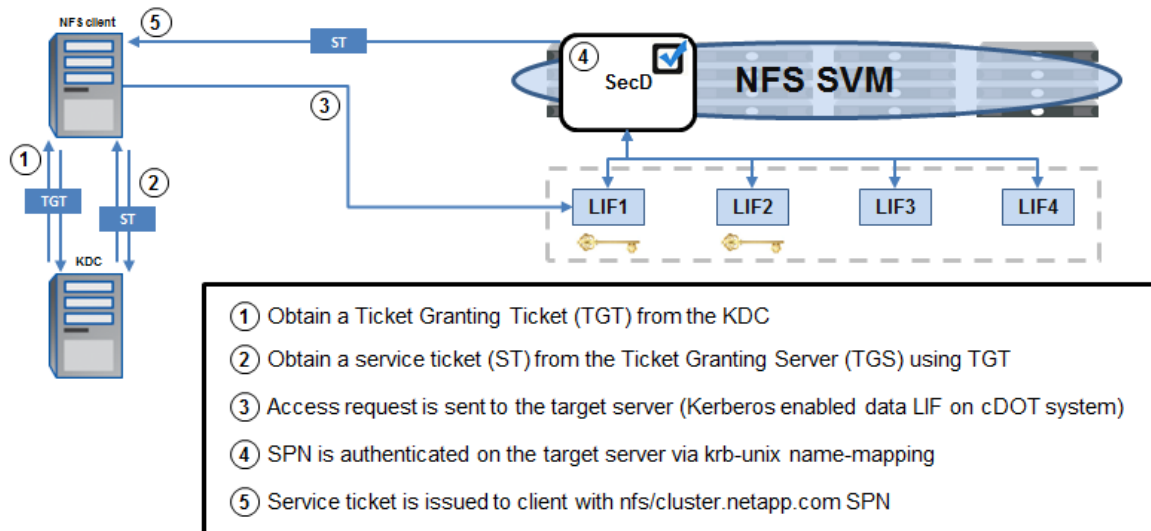 NFS client
5
ST
4
SecD
NFS SVM
3
1
2
TGT
ST
LIF1
LIF2
LIF3
LIF4
KDC
1 Obtain a Ticket Granting Ticket (TGT) from the KDC
2 Obtain a service ticket (ST) from the Ticket Granting Server (TGS) using TGT
3 Access request is sent to the target server (Kerberos enabled data LIF on cDOT system)
4 SPN is authenticated on the target server via krb-unix name-mapping
5 Service ticket is issued to client with nfs/cluster.netapp.com SPN